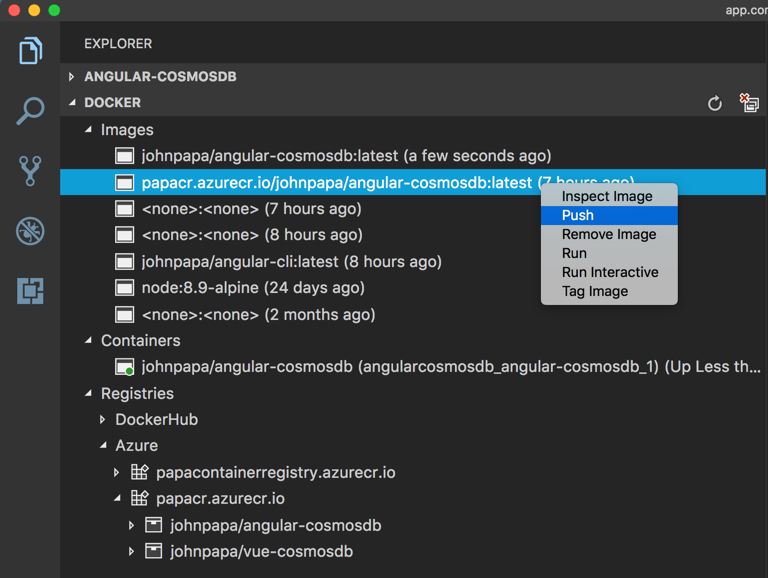 app.con
EXPLORER
ANGULAR-COSMOSDB
DOCKER
Images
johnpapa/angular-cosmosdb:latest (a few seconds ago)
papacr.azurecr.io/johnpapa/angular-cosmosdb:latest (7 hours ago)
Inspect Image
Push
Remove Image
Run
Run Interactive
Tag Image
<none>:<none> (7 hours ago)
<none>:<none> (8 hours ago)
johnpapa/angular-cli:latest (8 hours ago)
node:8.9-alpine (24 days ago)
<none>:<none> (2 months ago)
Containers
johnpapa/angular-cosmosdb (angularcosmosdb_angular-cosmosdb_1) (Up Less th...
Registries
DockerHub
Azure
papacontainerregistry.azurecr.io
papacr.azurecr.io
johnpapa/angular-cosmosdb
johnpapa/vue-cosmosdb